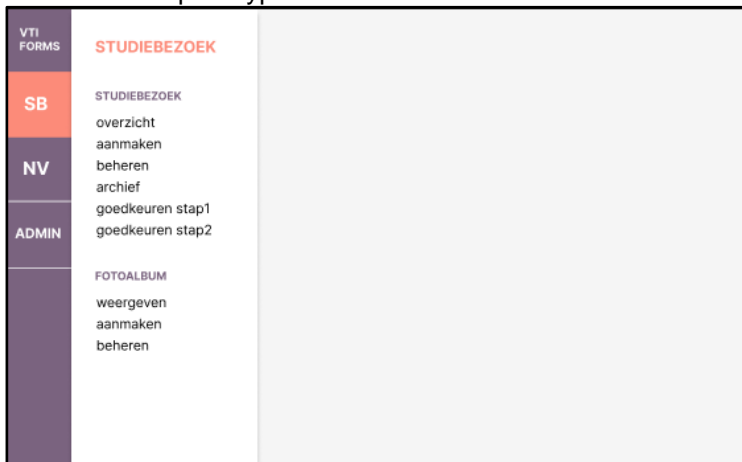 VTI
FORMS
SB
NV
ADMIN
STUDIEBEZOEK
STUDIEBEZOEK
overzicht
aanmaken
beheren
archief
goedkeuren stap1
goedkeuren stap2
FOTOALBUM
weergeven
aanmaken
beheren